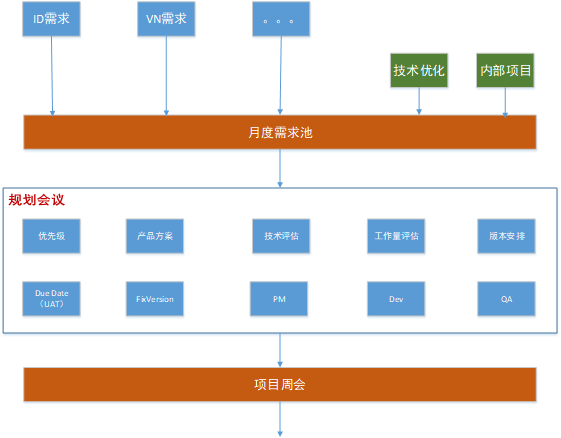 ID需求
VN需求
。。。
技术优化
内部项目
月度需求池
规划会议
优先级
产品方案
技术评估
工作量评估
版本安排
Due Date
（UAT）
FixVersion
PM
Dev
QA
项目周会